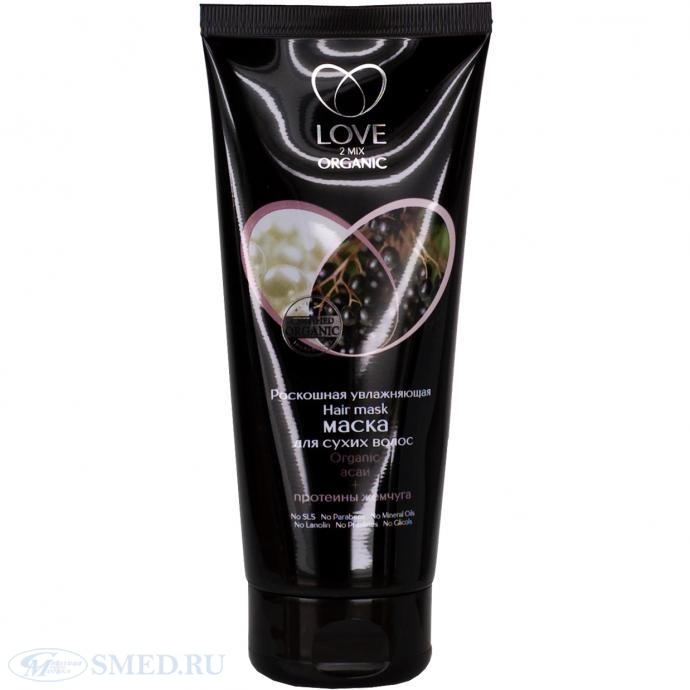 LOVE
2 MIX
ORGANIC
ORGANIC
Роскошная увлажняющая
Hair mask
маска
для сухих волос
Organic
асаи
+
протеины жемчуга
No SLS No Parabens No Mineral Oils
No Lanolin No Phtalates No Glicols
SMED.RU